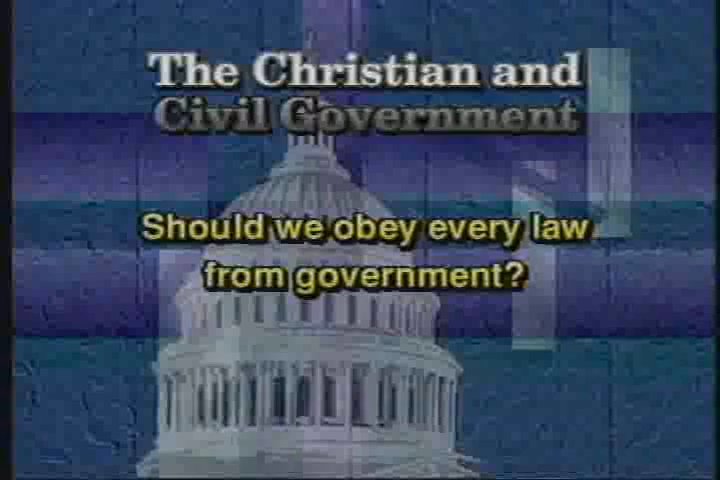 The Christian and
Civil Government
Should we obey every law
from government?